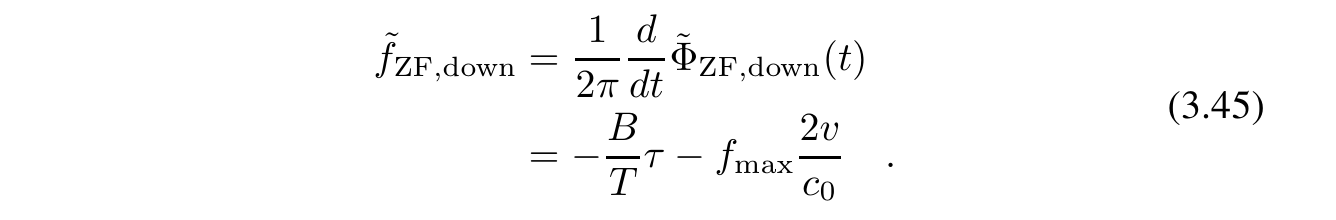 f̃_ZF,down = 1/2π d/dt Φ̃_ZF,down(t)
= −B/T τ − f_max 2v/c_0 . (3.45)